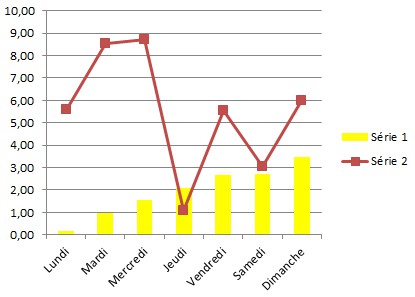 10,00
9,00
8,00
7,00
6,00
5,00
4,00
3,00
2,00
1,00
0,00
Lundi
Mardi
Mercredi
Jeudi
Vendredi
Samedi
Dimanche
Série 1
Série 2